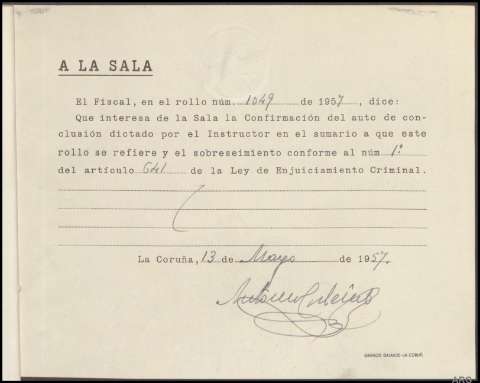 A LA SALA
El Fiscal, en el rollo núm. 1049 de 1957, dice:
Que interesa de la Sala la Confirmación del auto de con-
clusión dictado por el Instructor en el sumario a que este
rollo se refiere y el sobreseimiento conforme al núm 1º
del artículo 641 de la Ley de Enjuiciamiento Criminal.
La Coruña, 13 de Mayo de 1957.